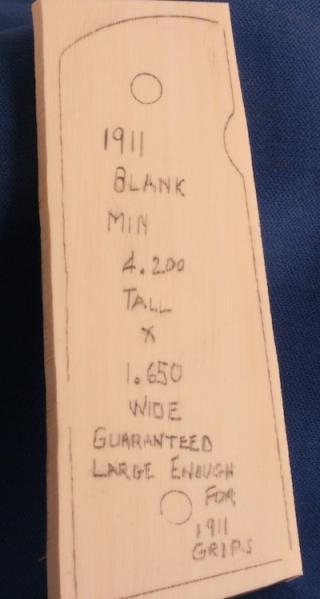 1911
BLANK
MIN
4.200
TALL
x
1.650
WIDE
GUARANTEED
LARGE ENOUGH
FOR
1911
GRIPS